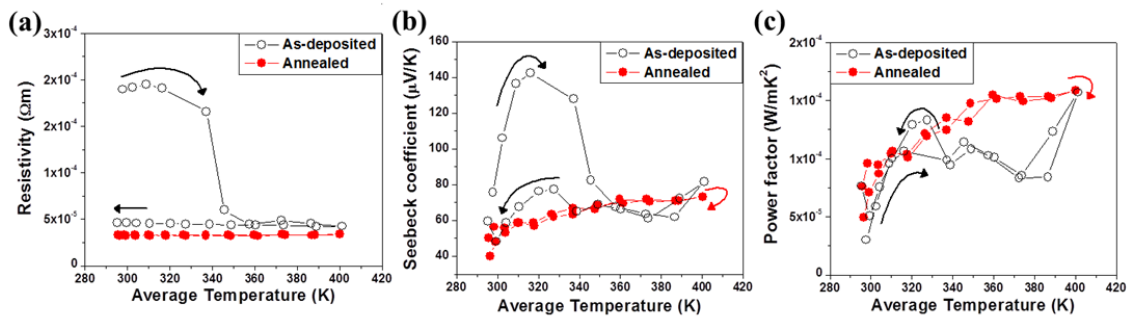 (a)
3x10⁻⁴
2x10⁻⁴
2x10⁻⁴
1x10⁻⁴
5x10⁻⁵
0
Resistivity (Ωm)
As-deposited
Annealed
280 300 320 340 360 380 400 420
Average Temperature (K)
(b)
160
140
120
100
80
60
40
Seebeck coefficient (μV/K)
As-deposited
Annealed
280 300 320 340 360 380 400 420
Average Temperature (K)
(c)
2x10⁻⁴
1x10⁻⁴
1x10⁻⁴
5x10⁻⁵
0
Power factor (W/mK²)
As-deposited
Annealed
280 300 320 340 360 380 400 420
Average Temperature (K)